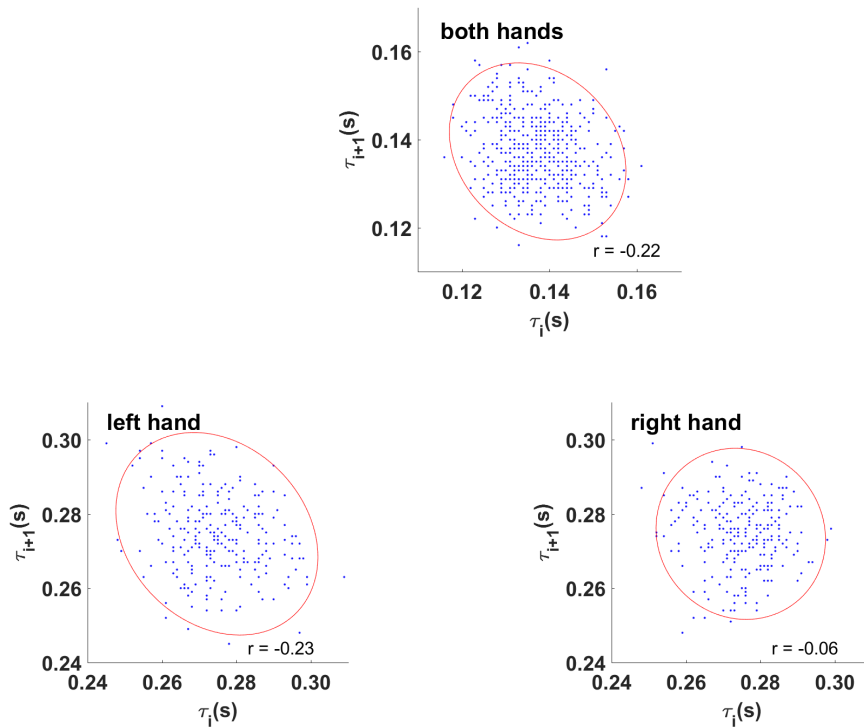 both hands
0.16
0.14
0.12
τi+1(s)
r = -0.22
0.12 0.14 0.16
τi(s)
left hand
0.30
0.28
0.26
0.24
τi+1(s)
r = -0.23
0.24 0.26 0.28 0.30
τi(s)
right hand
0.30
0.28
0.26
0.24
τi+1(s)
r = -0.06
0.24 0.26 0.28 0.30
τi(s)